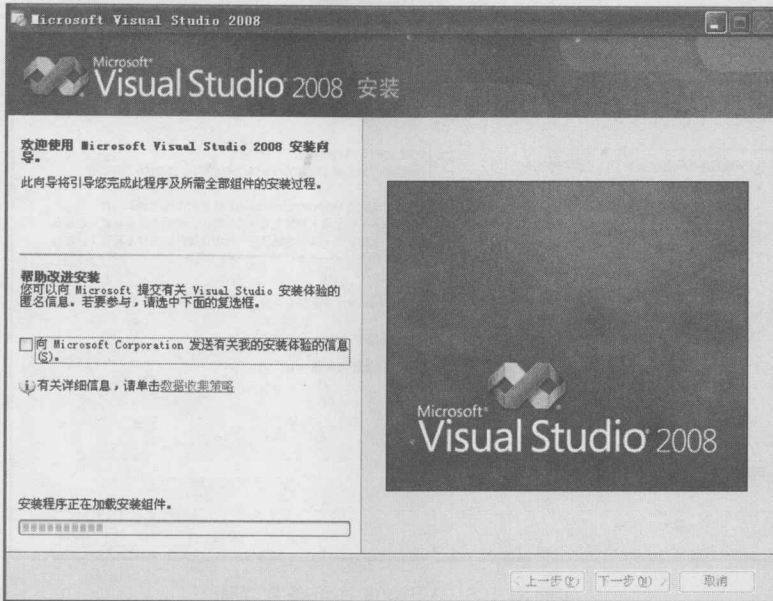 Microsoft Visual Studio 2008
Microsoft®
Visual Studio® 2008 安装
欢迎使用 Microsoft Visual Studio 2008 安装向
导。
此向导将引导您完成此程序及所需全部组件的安装过程。
帮助改进安装
您可以向 Microsoft 提交有关 Visual Studio 安装体验的
匿名信息。若要参与，请选中下面的复选框。
向 Microsoft Corporation 发送有关我的安装体验的信息
(S)。
有关详细信息，请单击数据收集策略
Microsoft®
Visual Studio® 2008
安装程序正在加载安装组件。
< 上一步(P) 下一步(N) > 取消